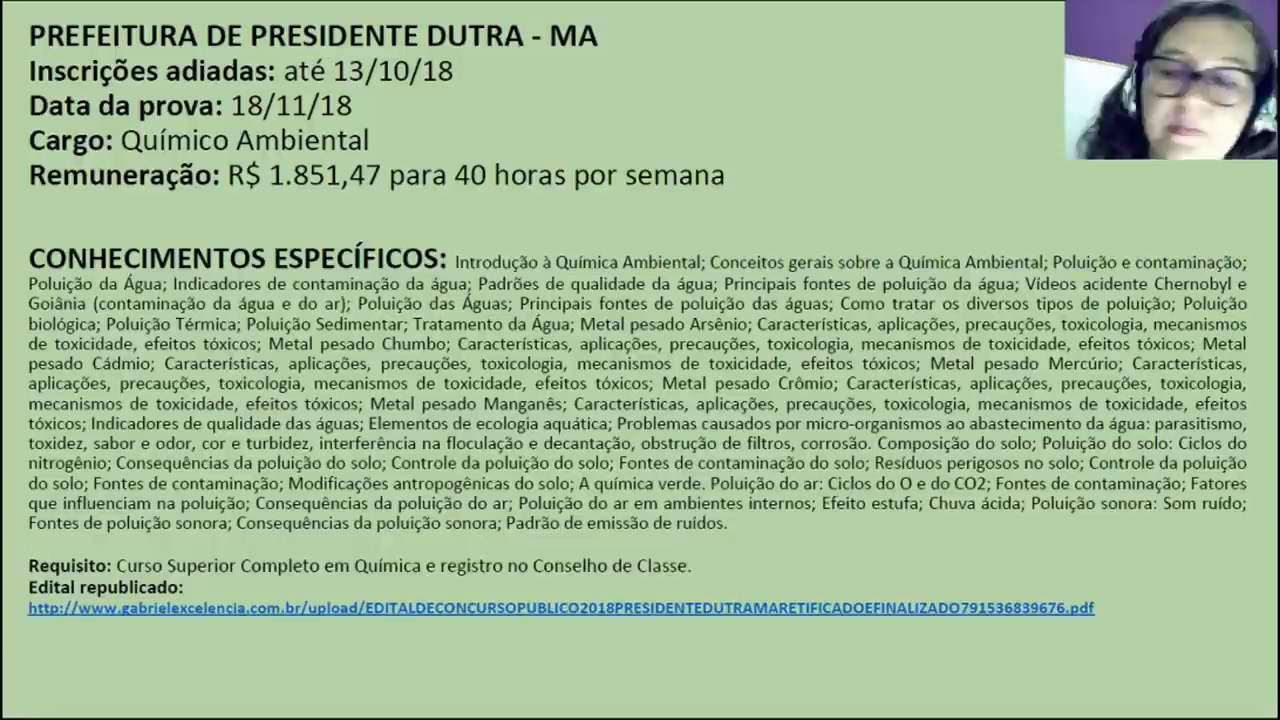 PREFEITURA DE PRESIDENTE DUTRA - MA
Inscrições adiadas: até 13/10/18
Data da prova: 18/11/18
Cargo: Químico Ambiental
Remuneração: R$ 1.851,47 para 40 horas por semana
CONHECIMENTOS ESPECÍFICOS: Introdução à Química Ambiental; Conceitos gerais sobre a Química Ambiental; Poluição e contaminação;
Poluição da Água; Indicadores de contaminação da água; Padrões de qualidade da água; Principais fontes de poluição da água; Vídeos acidente Chernobyl e
Goiânia (contaminação da água e do ar); Poluição das Águas; Principais fontes de poluição das águas; Como tratar os diversos tipos de poluição; Poluição
biológica; Poluição Térmica; Poluição Sedimentar; Tratamento da Água; Metal pesado Arsênio; Características, aplicações, precauções, toxicologia, mecanismos
de toxicidade, efeitos tóxicos; Metal pesado Chumbo; Características, aplicações, precauções, toxicologia, mecanismos de toxicidade, efeitos tóxicos; Metal
pesado Cádmio; Características, aplicações, precauções, toxicologia, mecanismos de toxicidade, efeitos tóxicos; Metal pesado Mercúrio; Características,
aplicações, precauções, toxicologia, mecanismos de toxicidade, efeitos tóxicos; Metal pesado Crômio; Características, aplicações, precauções, toxicologia,
mecanismos de toxicidade, efeitos tóxicos; Metal pesado Manganês; Características, aplicações, precauções, toxicologia, mecanismos de toxicidade, efeitos
tóxicos; Indicadores de qualidade das águas; Elementos de ecologia aquática; Problemas causados por micro-organismos ao abastecimento da água: parasitismo,
toxidez, sabor e odor, cor e turbidez, interferência na floculação e decantação, obstrução de filtros, corrosão. Composição do solo; Poluição do solo: Ciclos do
nitrogênio; Consequências da poluição do solo; Controle da poluição do solo; Fontes de contaminação do solo; Resíduos perigosos no solo; Controle da poluição
do solo; Fontes de contaminação; Modificações antropogênicas do solo; A química verde. Poluição do ar: Ciclos do O e do CO2; Fontes de contaminação; Fatores
que influenciam na poluição; Consequências da poluição do ar; Poluição do ar em ambientes internos; Efeito estufa; Chuva ácida; Poluição sonora: Som ruído;
Fontes de poluição sonora; Consequências da poluição sonora; Padrão de emissão de ruídos.
Requisito: Curso Superior Completo em Química e registro no Conselho de Classe.
Edital republicado:
http://www.gabrielexcelencia.com.br/upload/EDITALDECONCURSOPUBLICO2018PRESIDENTEDUTRAMARETIFICADOEFINALIZADO791536839676.pdf